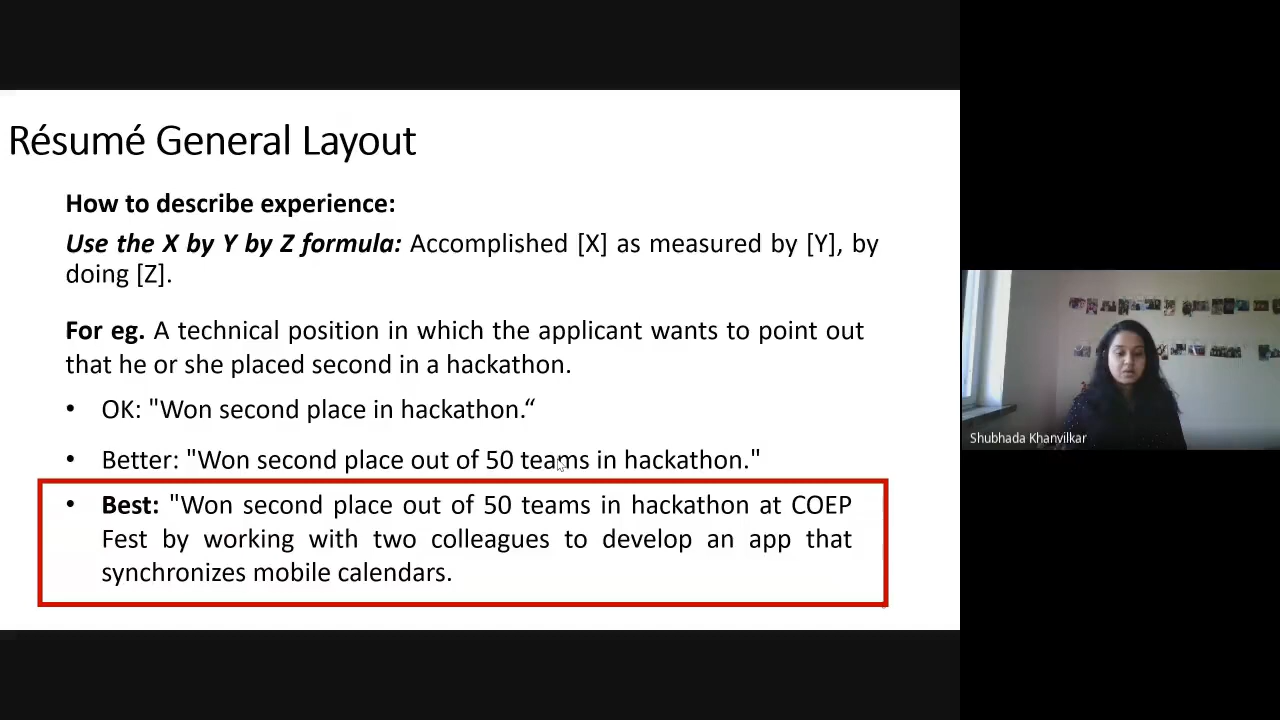 Résumé General Layout
How to describe experience:
Use the X by Y by Z formula: Accomplished [X] as measured by [Y], by
doing [Z].
For eg. A technical position in which the applicant wants to point out
that he or she placed second in a hackathon.
• OK: "Won second place in hackathon.“
• Better: "Won second place out of 50 teams in hackathon."
• Best: "Won second place out of 50 teams in hackathon at COEP
Fest by working with two colleagues to develop an app that
synchronizes mobile calendars.
Shubhada Khanvilkar